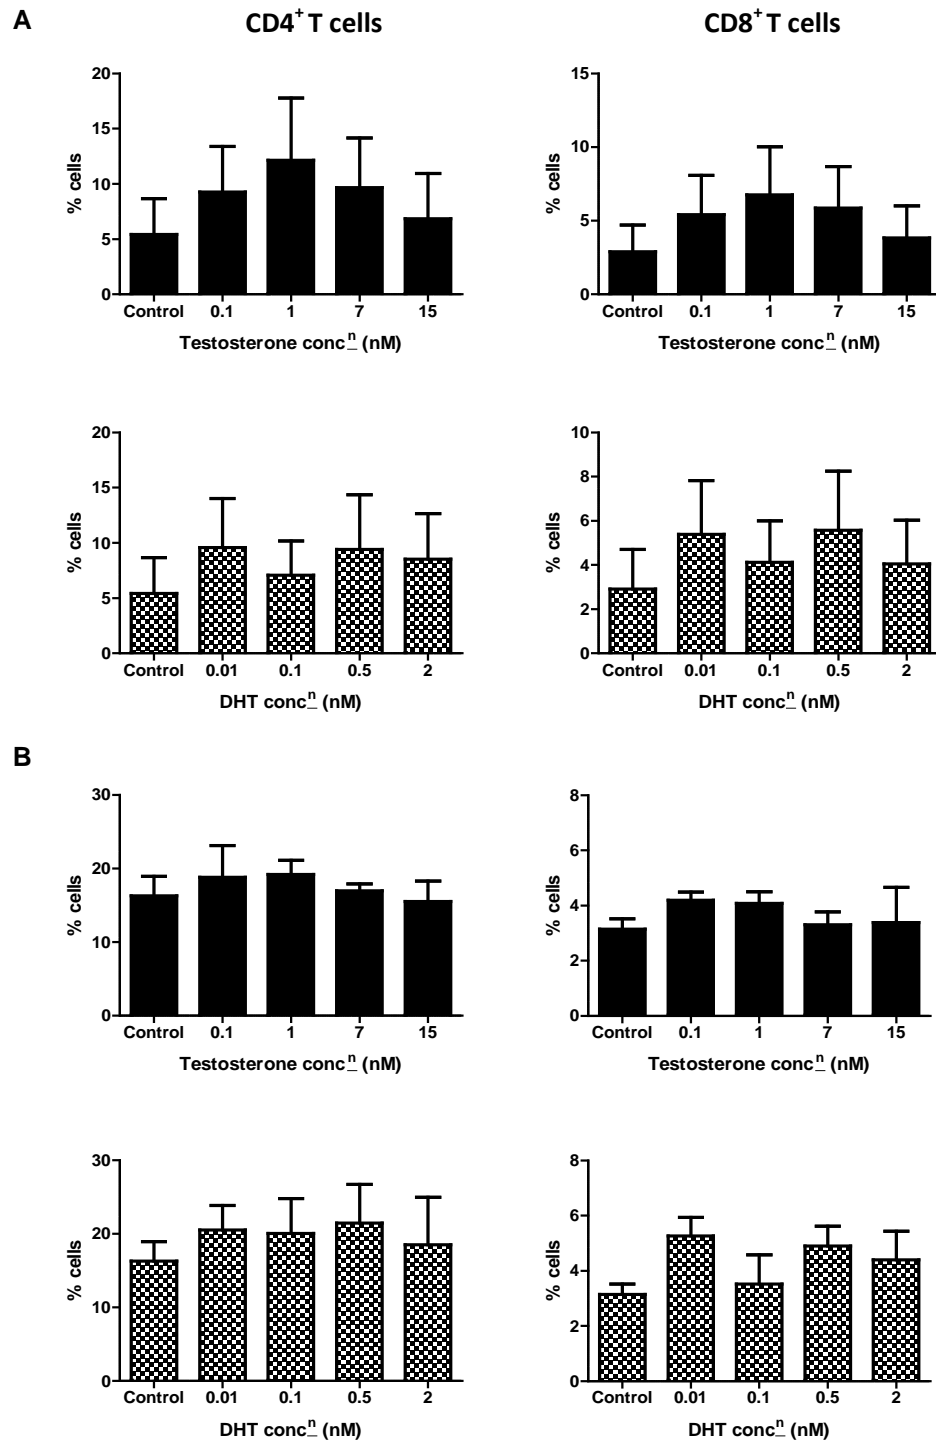 A
CD4+ T cells
CD8+ T cells
20
15
10
5
0
% cells
Control 0.1 1 7 15
Testosterone concn (nM)
15
10
5
0
% cells
Control 0.1 1 7 15
Testosterone concn (nM)
20
15
10
5
0
% cells
Control 0.01 0.1 0.5 2
DHT concn (nM)
10
8
6
4
2
0
% cells
Control 0.01 0.1 0.5 2
DHT concn (nM)
B
30
20
10
0
% cells
Control 0.1 1 7 15
Testosterone concn (nM)
8
6
4
2
0
% cells
Control 0.1 1 7 15
Testosterone concn (nM)
30
20
10
0
% cells
Control 0.01 0.1 0.5 2
DHT concn (nM)
8
6
4
2
0
% cells
Control 0.01 0.1 0.5 2
DHT concn (nM)